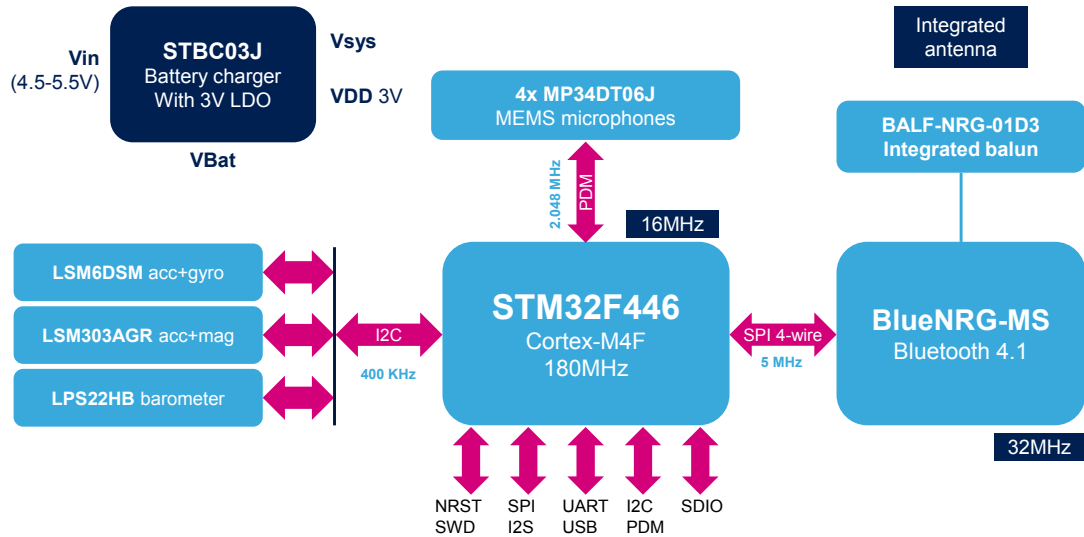 Vin
(4.5-5.5V)
STBC03J
Battery charger
With 3V LDO
Vsys
VDD 3V
VBat
4x MP34DT06J
MEMS microphones
Integrated
antenna
BALF-NRG-01D3
Integrated balun
2.048 MHz
PDM
16MHz
LSM6DSM acc+gyro
LSM303AGR acc+mag
LPS22HB barometer
I2C
400 KHz
STM32F446
Cortex-M4F
180MHz
SPI 4-wire
5 MHz
BlueNRG-MS
Bluetooth 4.1
32MHz
NRST
SWD
SPI
I2S
UART
USB
I2C
PDM
SDIO